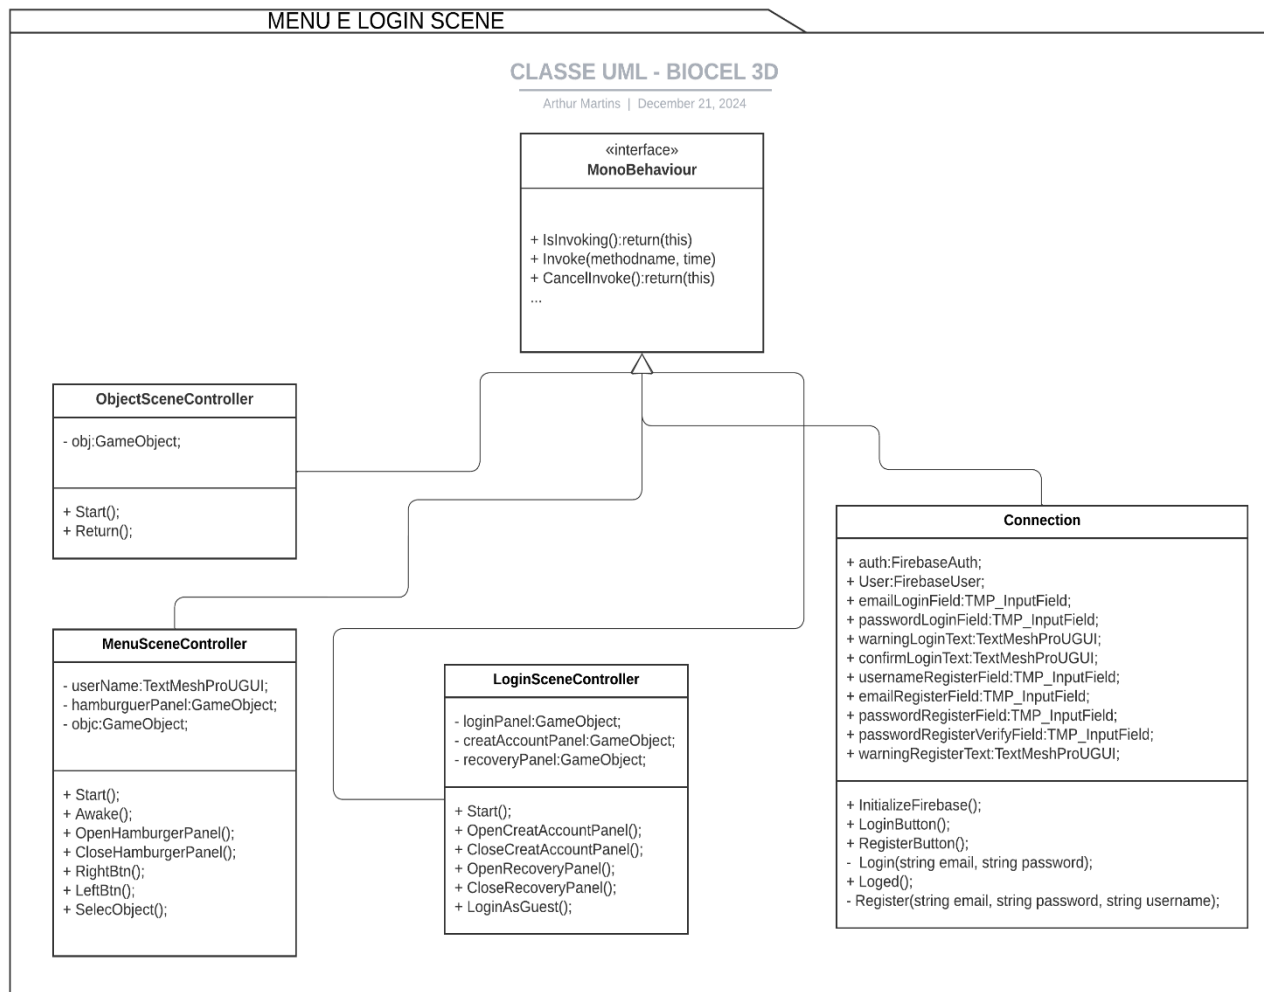 MENU E LOGIN SCENE
CLASSE UML - BIOCEL 3D
Arthur Martins | December 21, 2024
«interface»
MonoBehaviour
+ IsInvoking():return(this)
+ Invoke(methodname, time)
+ CancelInvoke():return(this)
...
ObjectSceneController
- obj:GameObject;
+ Start();
+ Return();
MenuSceneController
- userName:TextMeshProUGUI;
- hamburguerPanel:GameObject;
- objc:GameObject;
+ Start();
+ Awake();
+ OpenHamburgerPanel();
+ CloseHamburgerPanel();
+ RightBtn();
+ LeftBtn();
+ SelecObject();
LoginSceneController
- loginPanel:GameObject;
- creatAccountPanel:GameObject;
- recoveryPanel:GameObject;
+ Start();
+ OpenCreatAccountPanel();
+ CloseCreatAccountPanel();
+ OpenRecoveryPanel();
+ CloseRecoveryPanel();
+ LoginAsGuest();
Connection
+ auth:FirebaseAuth;
+ User:FirebaseUser;
+ emailLoginField:TMP_InputField;
+ passwordLoginField:TMP_InputField;
+ warningLoginText:TextMeshProUGUI;
+ confirmLoginText:TextMeshProUGUI;
+ usernameRegisterField:TMP_InputField;
+ emailRegisterField:TMP_InputField;
+ passwordRegisterField:TMP_InputField;
+ passwordRegisterVerifyField:TMP_InputField;
+ warningRegisterText:TextMeshProUGUI;
+ InitializeFirebase();
+ LoginButton();
+ RegisterButton();
- Login(string email, string password);
+ Loged();
- Register(string email, string password, string username);